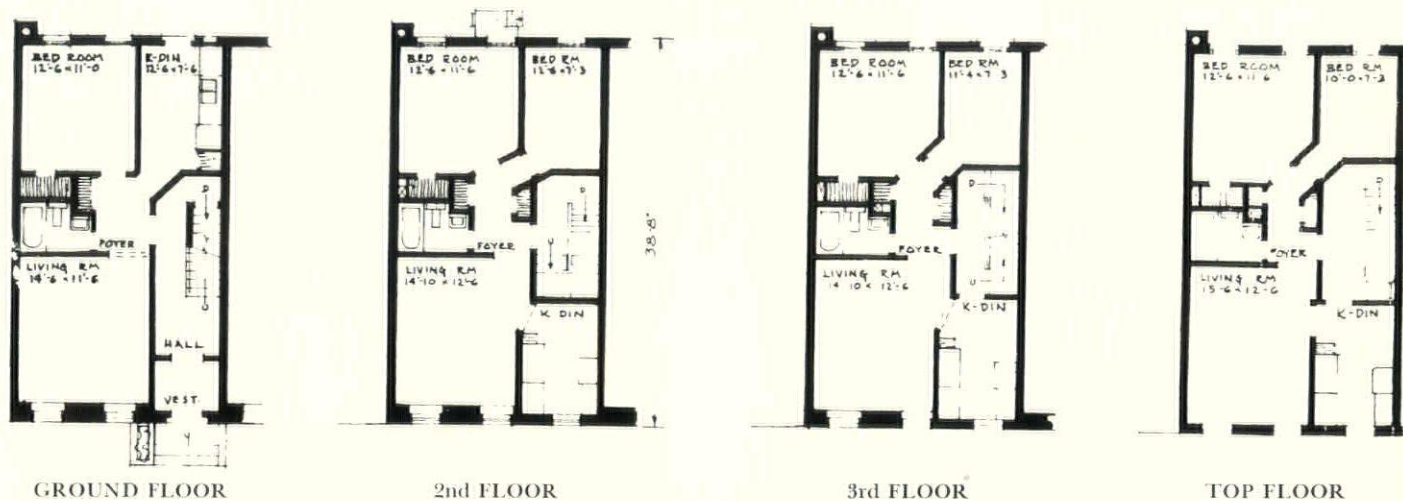 BED ROOM
12'-6 x 11'-0
K-DIN
12'-6 x 7'-6
D
FOYER
LIVING RM
14'-6 x 11'-6
HALL
VEST.
GROUND FLOOR
BED ROOM
12'-6 x 11'-6
BED RM
12'-6 x 7'-3
D
U
FOYER
LIVING RM
14'-10 x 12'-6
K DIN
38'-8"
2nd FLOOR
BED ROOM
12'-6 x 11'-6
BED RM
11'-4 x 7-3
D
U
FOYER
LIVING RM
14-10 x 12'-6
K-DIN
3rd FLOOR
BED ROOM
12'-6 x 11'6
BED RM
10'-0 x 7-3
D
FOYER
LIVING RM
15'-6 x 12'-6
K-DIN
TOP FLOOR